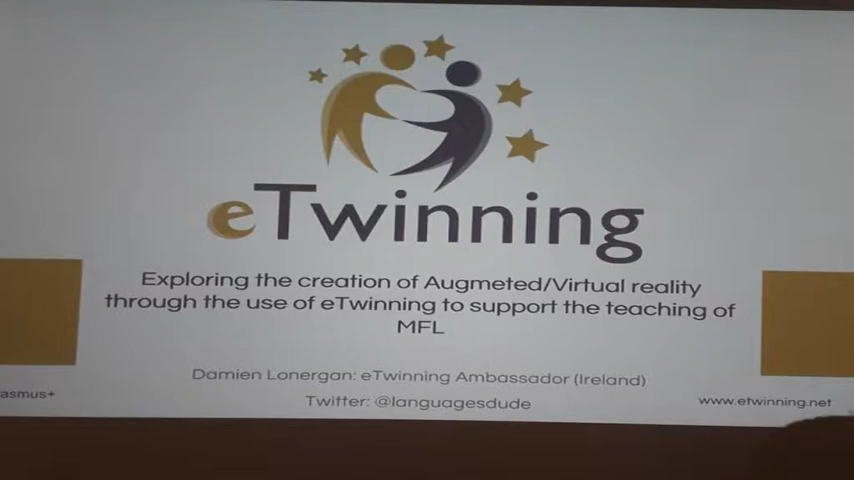 eTwinning
Exploring the creation of Augmeted/Virtual reality
through the use of eTwinning to support the teaching of
MFL
Damien Lonergan: eTwinning Ambassador (Ireland)
Twitter: @languagesdude
asmus+
www.etwinning.net